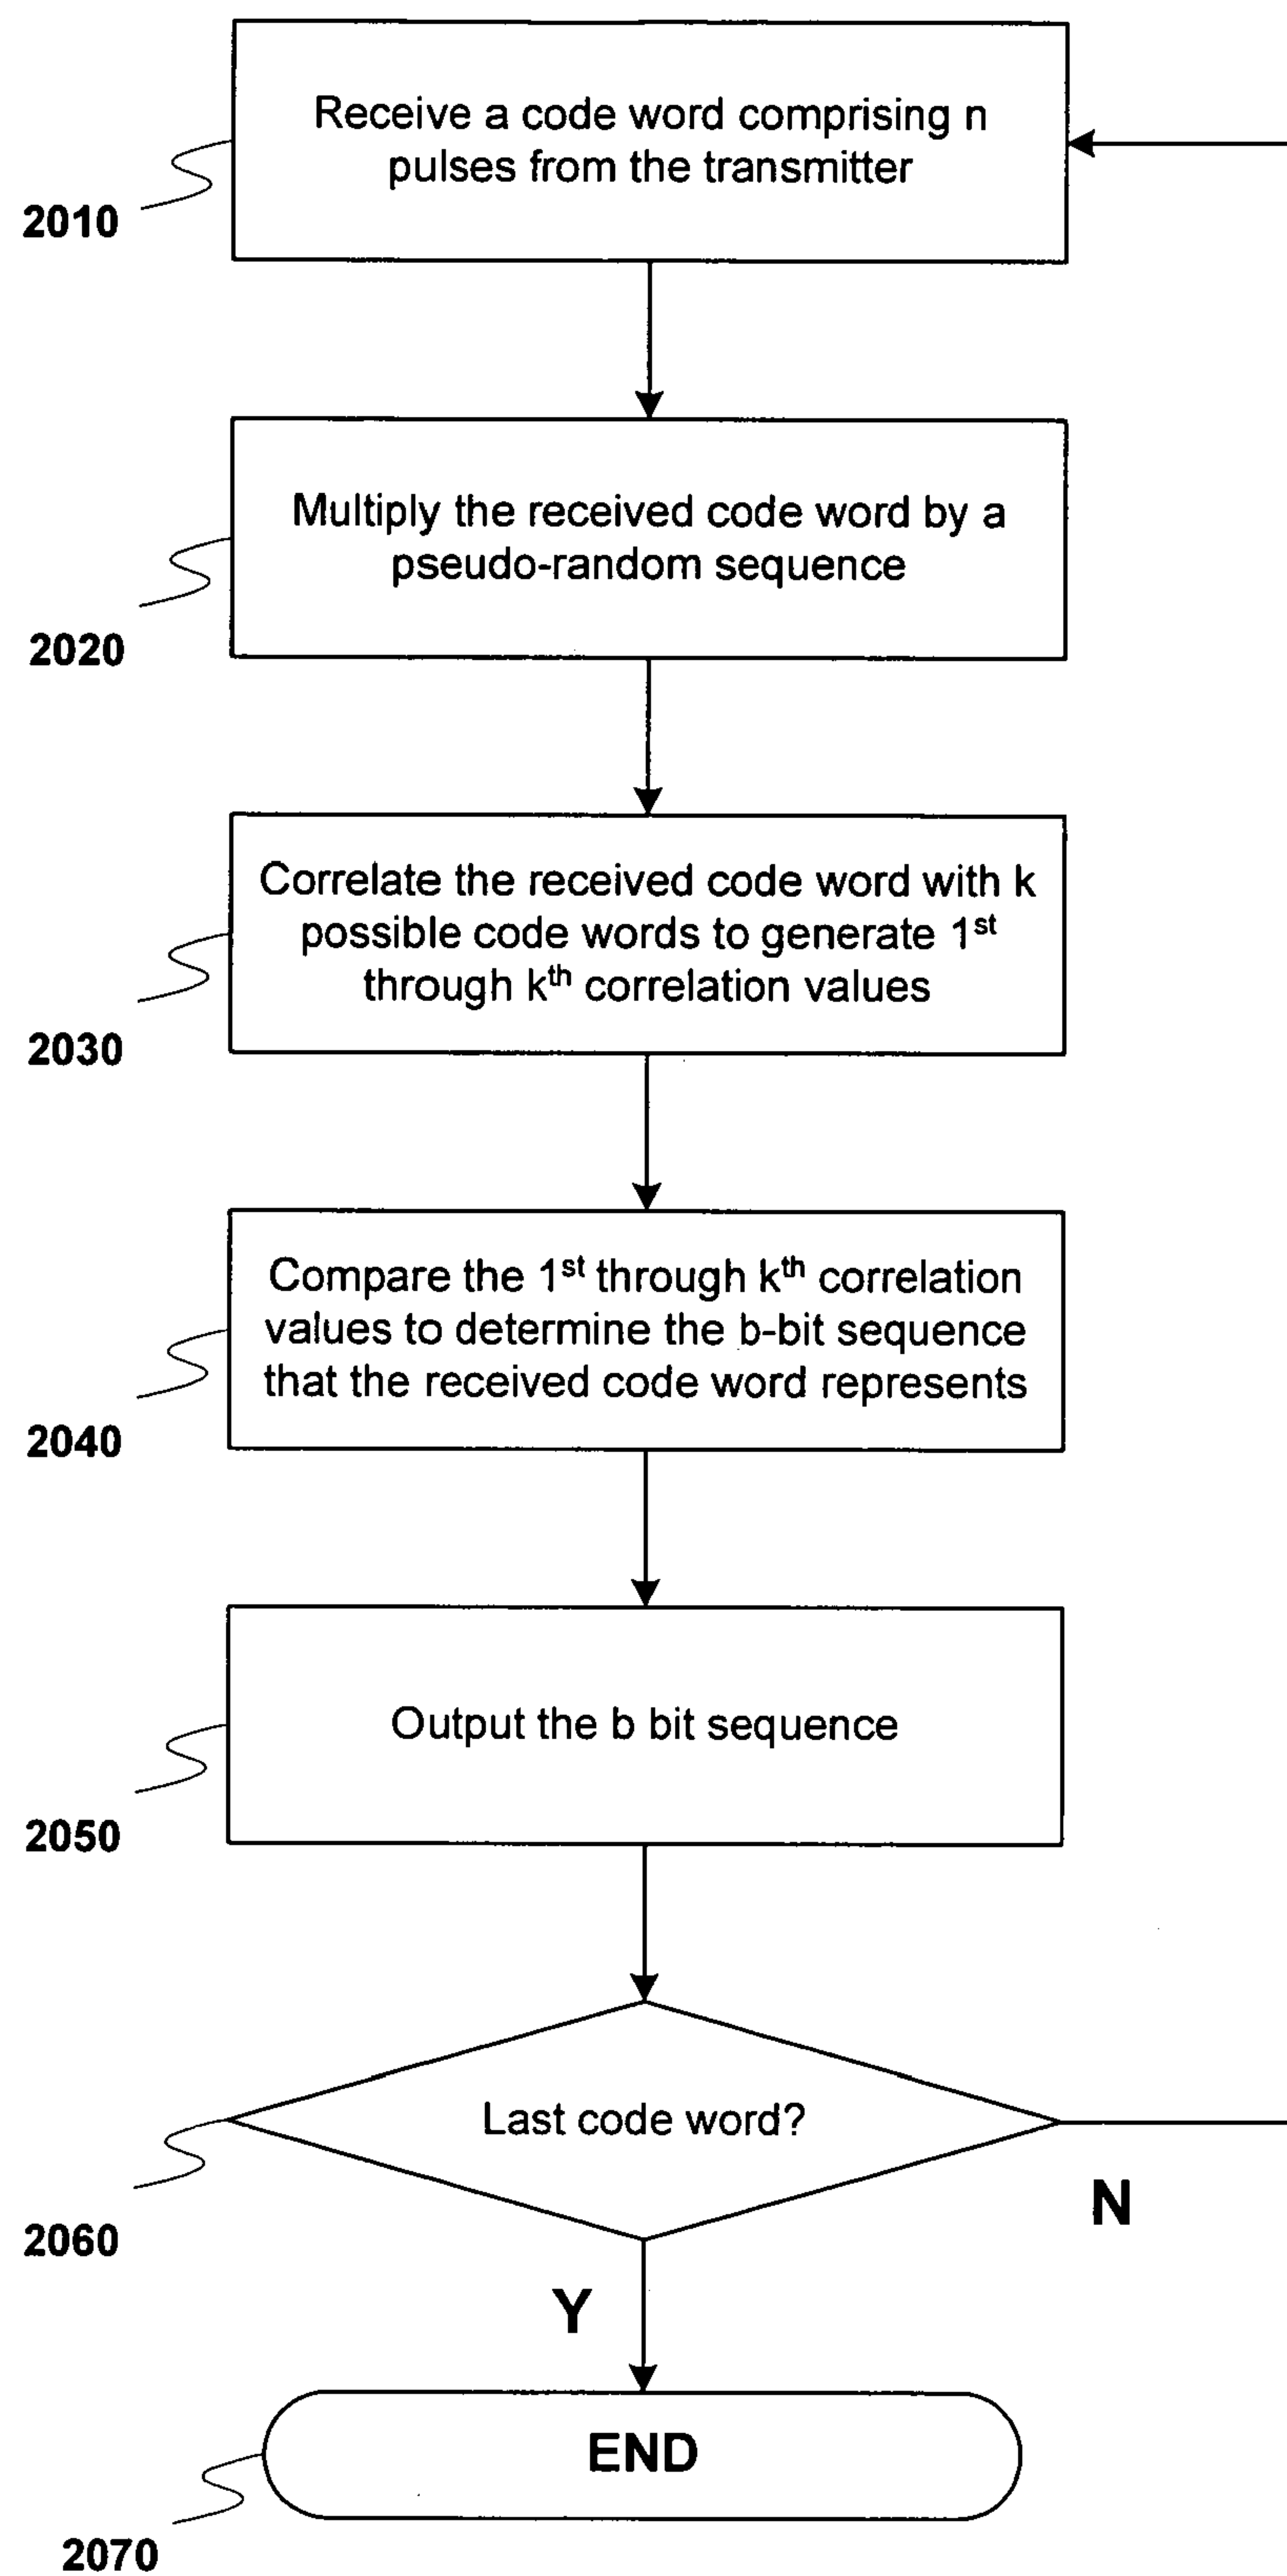 Receive a code word comprising n
pulses from the transmitter
2010
Multiply the received code word by a
pseudo-random sequence
2020
Correlate the received code word with k
possible code words to generate 1st
through kth correlation values
2030
Compare the 1st through kth correlation
values to determine the b-bit sequence
that the received code word represents
2040
Output the b bit sequence
2050
Last code word?
2060
N
Y
END
2070